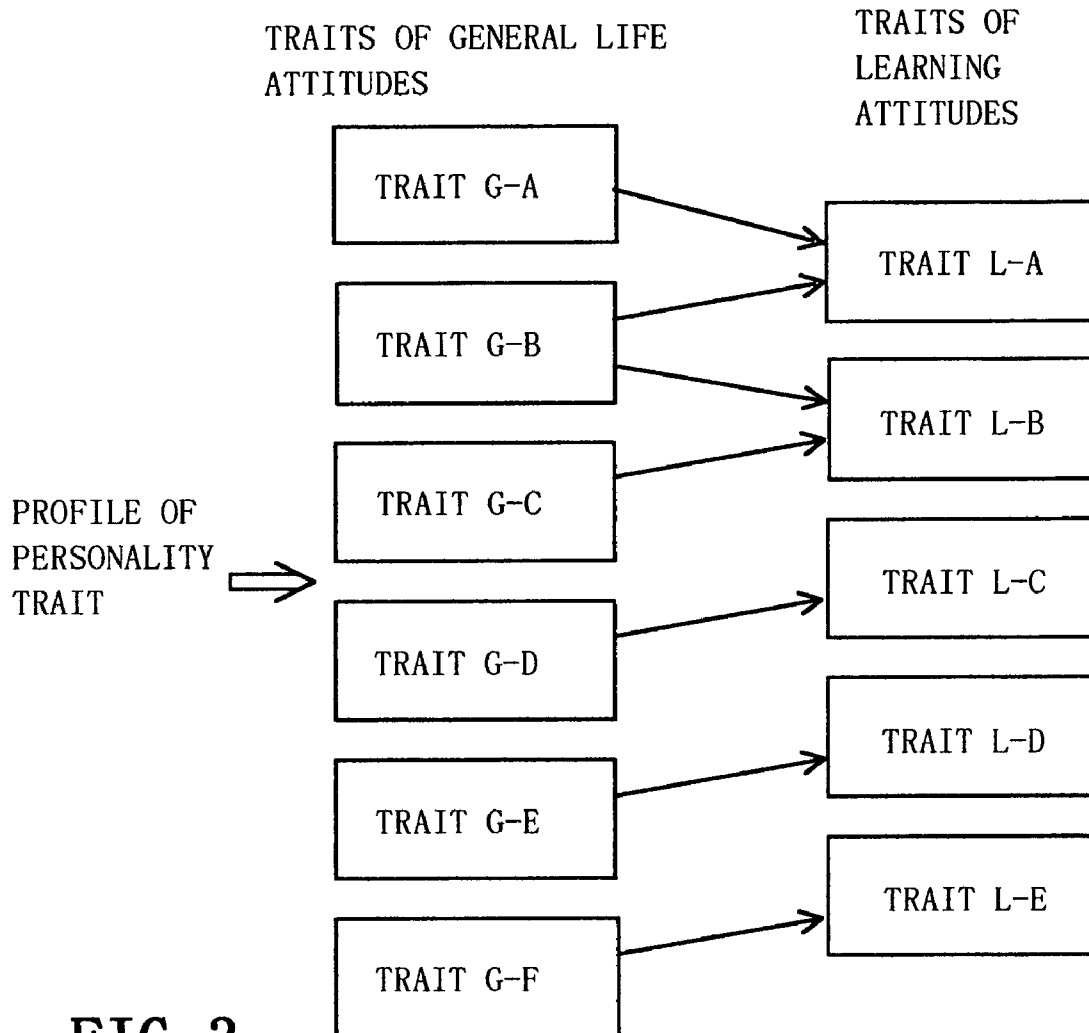 TRAITS OF GENERAL LIFE
ATTITUDES
TRAITS OF
LEARNING
ATTITUDES
TRAIT G-A
TRAIT L-A
TRAIT G-B
TRAIT L-B
TRAIT G-C
PROFILE OF
PERSONALITY
TRAIT
TRAIT L-C
TRAIT G-D
TRAIT L-D
TRAIT G-E
TRAIT L-E
TRAIT G-F